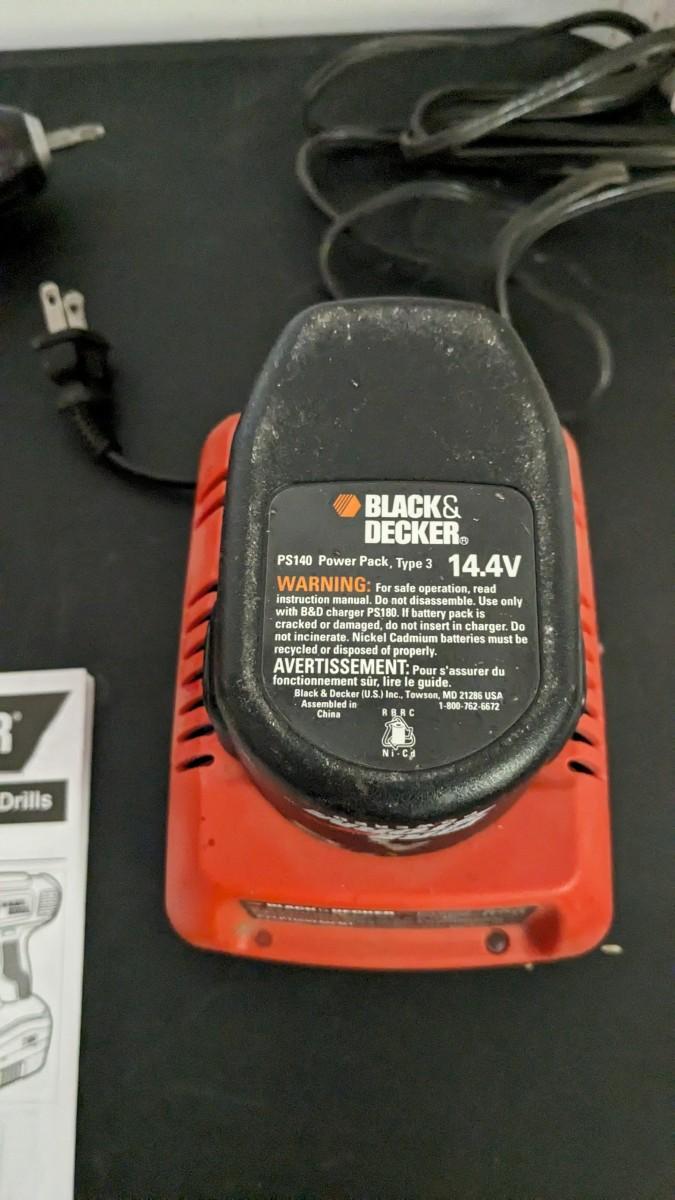 BLACK&
DECKER®
PS140 Power Pack, Type 3 14.4V
WARNING: For safe operation, read
instruction manual. Do not disassemble. Use only
with B&D charger PS180. If battery pack is
cracked or damaged, do not insert in charger. Do
not incinerate. Nickel Cadmium batteries must be
recycled or disposed of properly.
AVERTISSEMENT: Pour s'assurer du
fonctionnement sûr, lire le guide.
Black & Decker (U.S.) Inc., Towson, MD 21286 USA
Assembled in China 1-800-762-6672
RBRC
Ni-Cd
R®
Drills
BLACK & DECKER